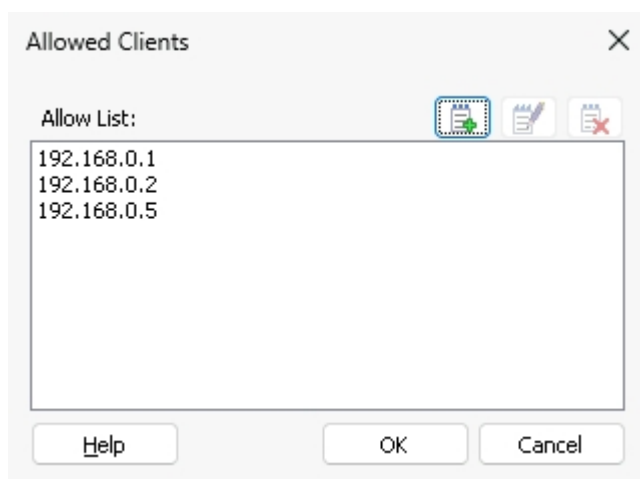 Allowed Clients
Allow List:
192.168.0.1
192.168.0.2
192.168.0.5
Help
OK
Cancel